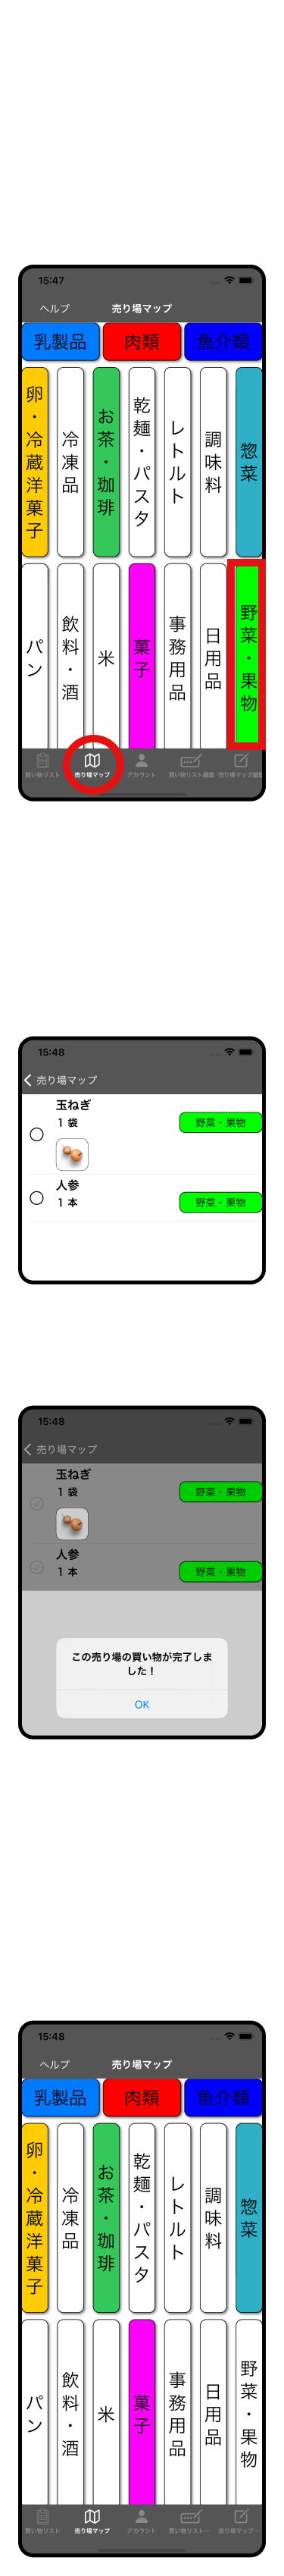 15:47
ヘルプ 売り場マップ
乳製品 肉類 魚介類
卵・冷蔵洋菓子 冷凍品 お茶・珈琲 乾麺・パスタ レトルト 調味料 惣菜
パン 飲料・酒 米 菓子 事務用品 日用品 野菜・果物
買い物リスト 売り場マップ アカウント 買い物リスト編集 売り場マップ編集
15:48
売り場マップ
玉ねぎ
1 袋 野菜・果物
人参
1 本 野菜・果物
15:48
売り場マップ
玉ねぎ
1 袋 野菜・果物
人参
1 本 野菜・果物
この売り場の買い物が完了しま
した！
OK
15:48
ヘルプ 売り場マップ
乳製品 肉類 魚介類
卵・冷蔵洋菓子 冷凍品 お茶・珈琲 乾麺・パスタ レトルト 調味料 惣菜
パン 飲料・酒 米 菓子 事務用品 日用品 野菜・果物
買い物リスト 売り場マップ アカウント 買い物リスト… 売り場マップ…